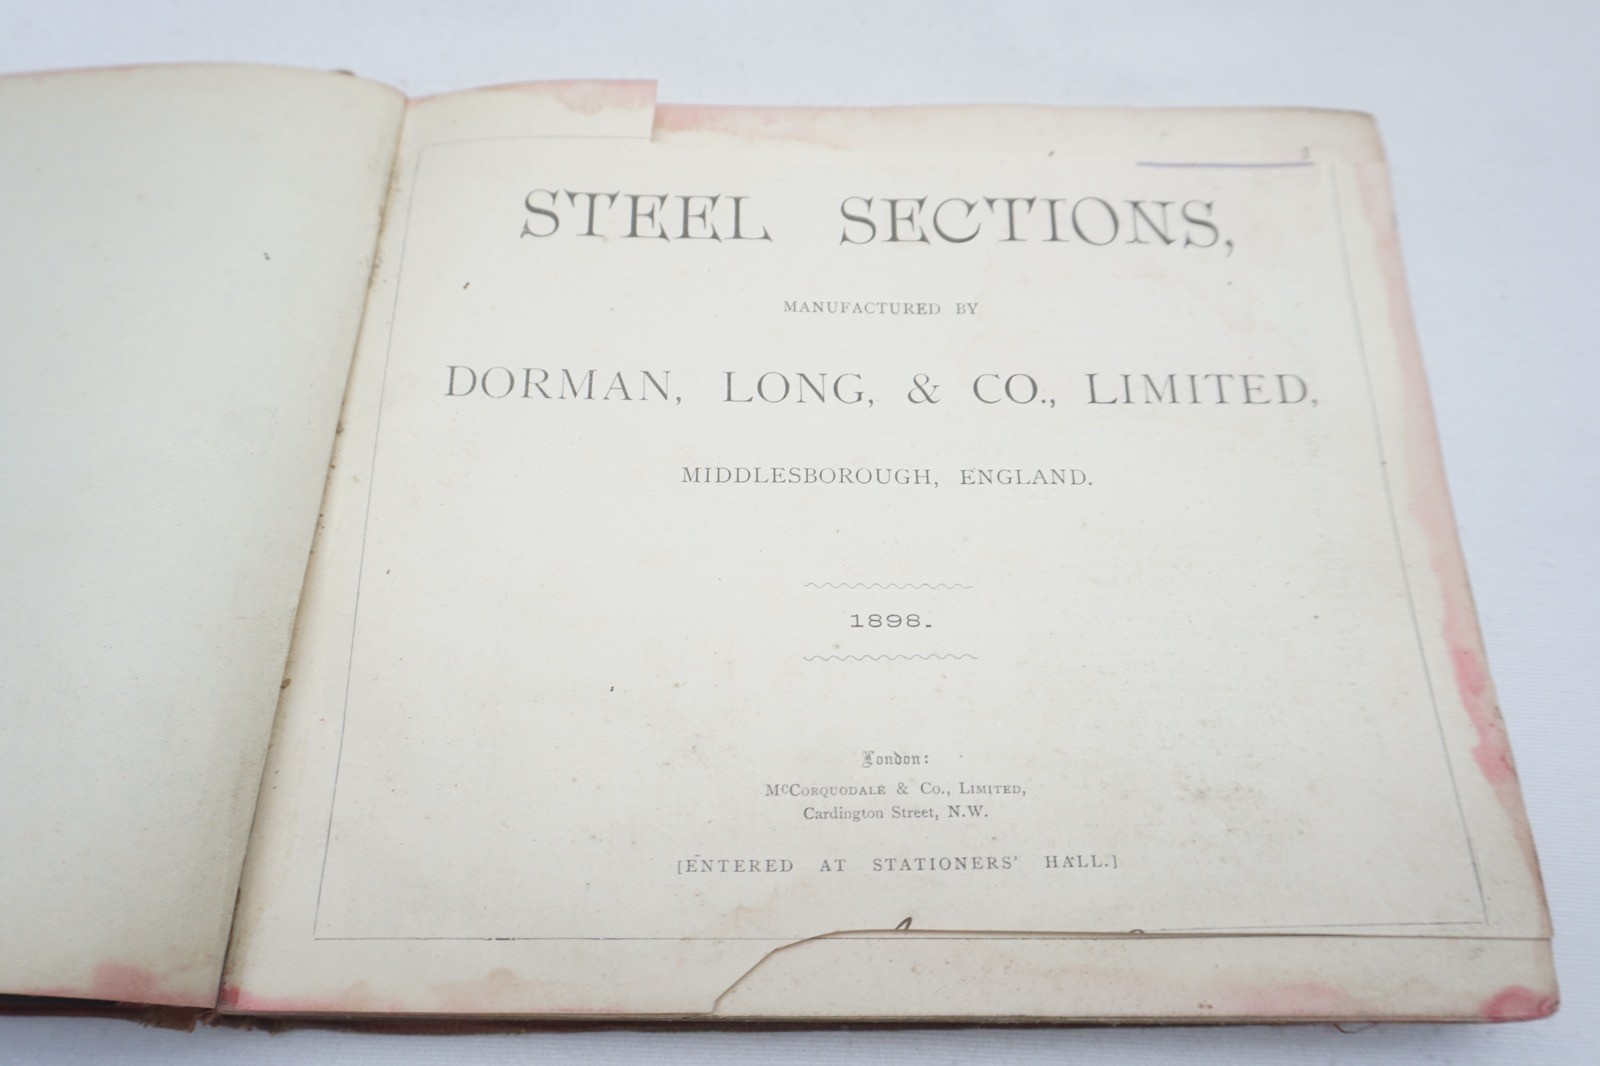 STEEL SECTIONS,
MANUFACTURED BY
DORMAN, LONG, & CO., LIMITED,
MIDDLESBOROUGH, ENGLAND.
1898.
London:
McCORQUODALE & Co., LIMITED,
Cardington Street, N.W.
[ENTERED AT STATIONERS' HALL.]